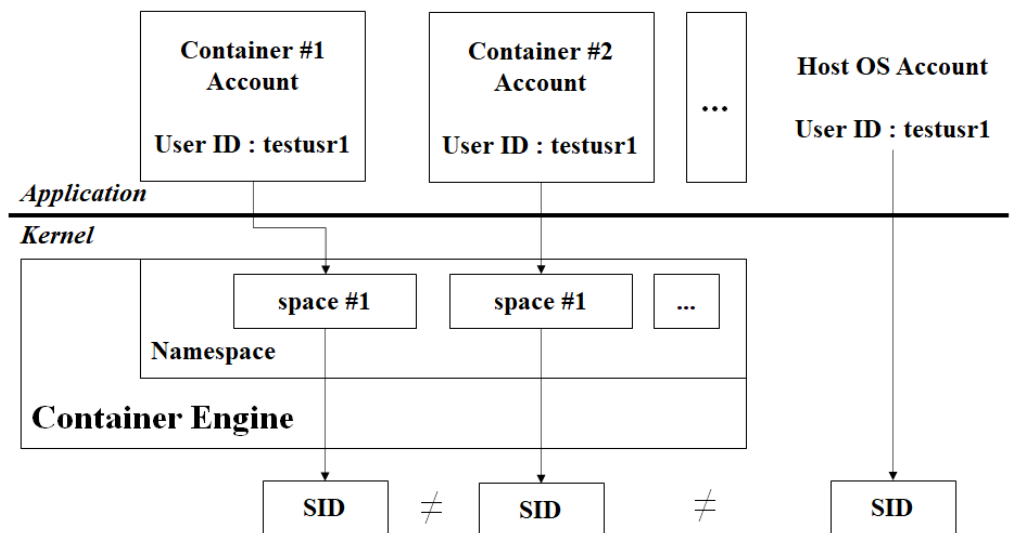 Container #1
Account
User ID : testusr1
Container #2
Account
User ID : testusr1
...
Host OS Account
User ID : testusr1
Application
Kernel
space #1
space #1
...
Namespace
Container Engine
SID
≠
SID
≠
SID